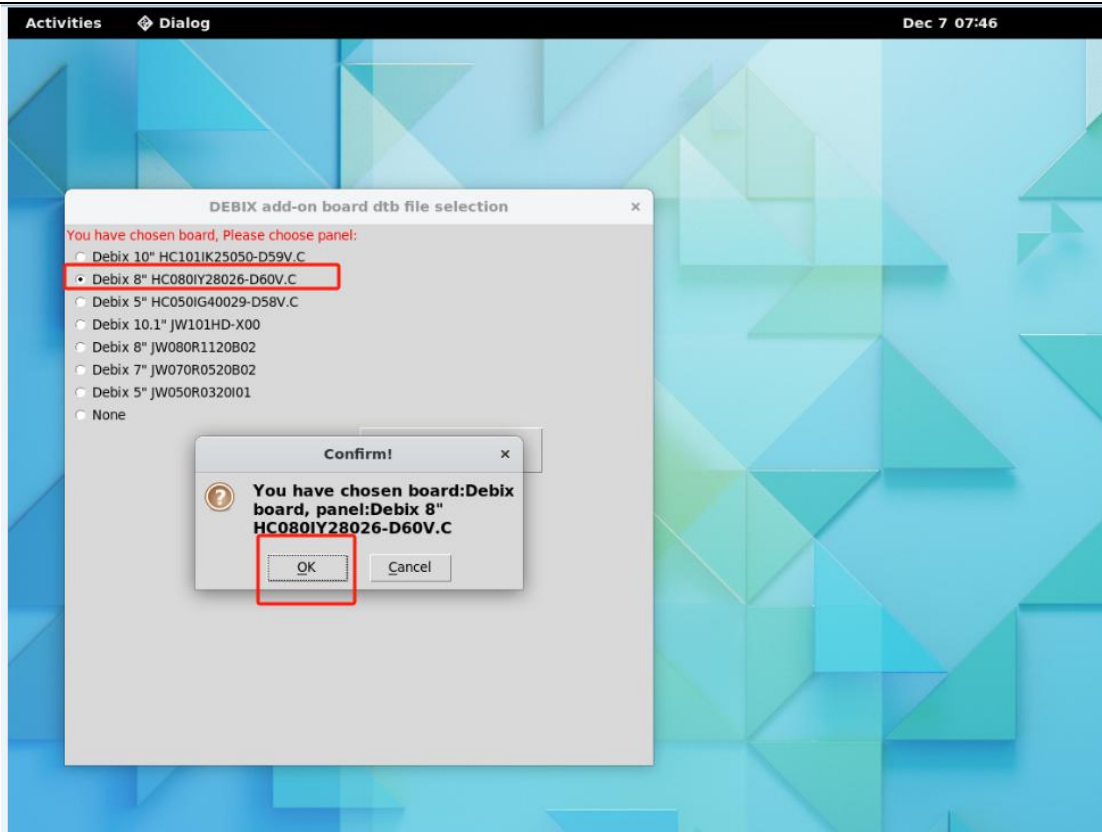 Activities Dialog Dec 7 07:46
DEBIX add-on board dtb file selection ×
You have chosen board, Please choose panel:
Debix 10" HC101IK25050-D59V.C
Debix 8" HC080IY28026-D60V.C
Debix 5" HC050IG40029-D58V.C
Debix 10.1" JW101HD-X00
Debix 8" JW080R1120B02
Debix 7" JW070R0520B02
Debix 5" JW050R0320I01
None
Confirm! ×
You have chosen board:Debix
board, panel:Debix 8"
HC080IY28026-D60V.C
OK Cancel